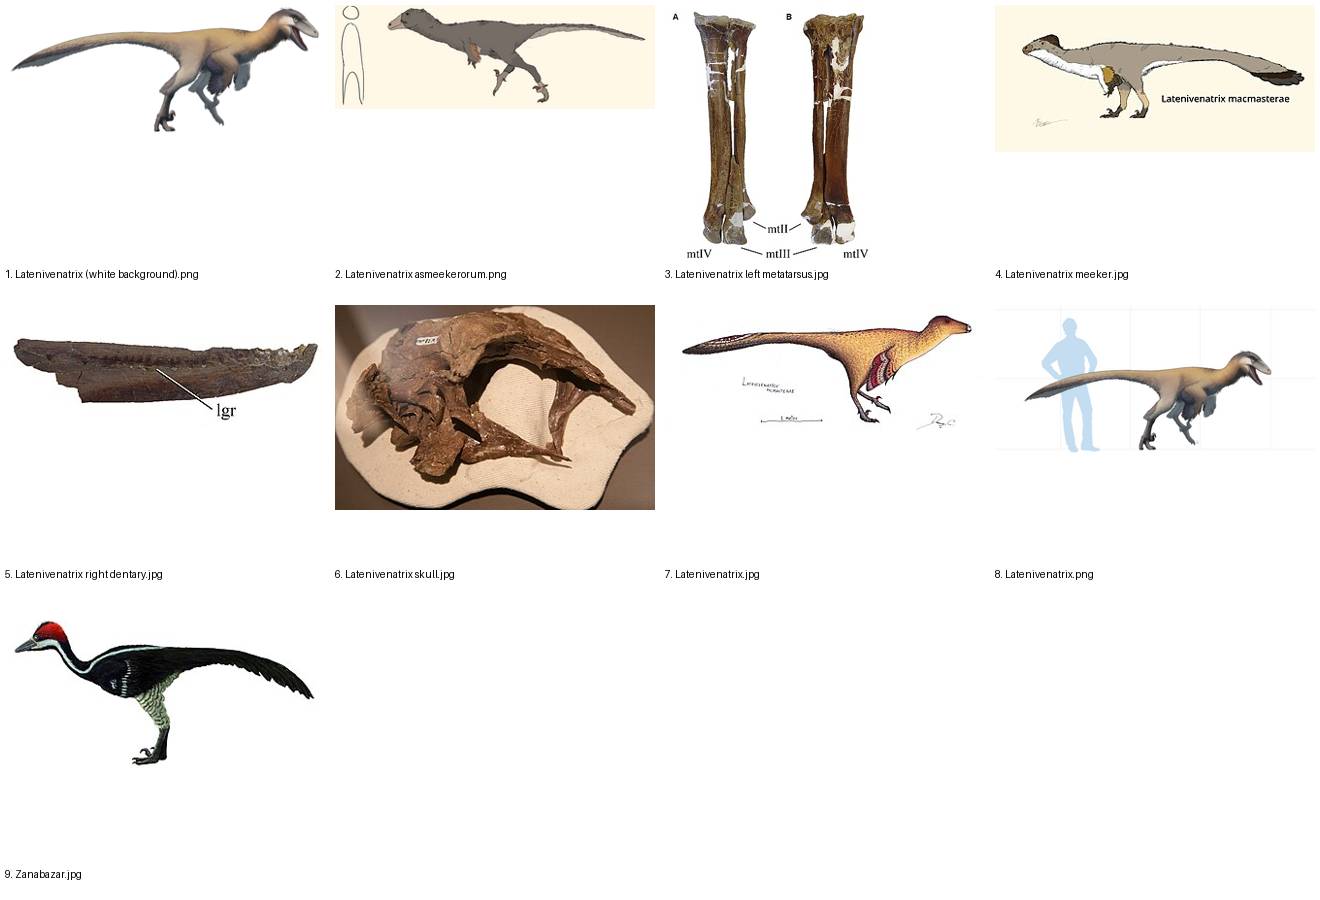 A
B
mtII
mtIV
mtIII
mtIV
Latenivenatrix macmasterae
1. Latenivenatrix (white background).png
2. Latenivenatrix asmeekerorum.png
3. Latenivenatrix left metatarsus.jpg
4. Latenivenatrix meeker.jpg
lgr
5. Latenivenatrix right dentary.jpg
6. Latenivenatrix skull.jpg
7. Latenivenatrix.jpg
8. Latenivenatrix.png
9. Zanabazar.jpg